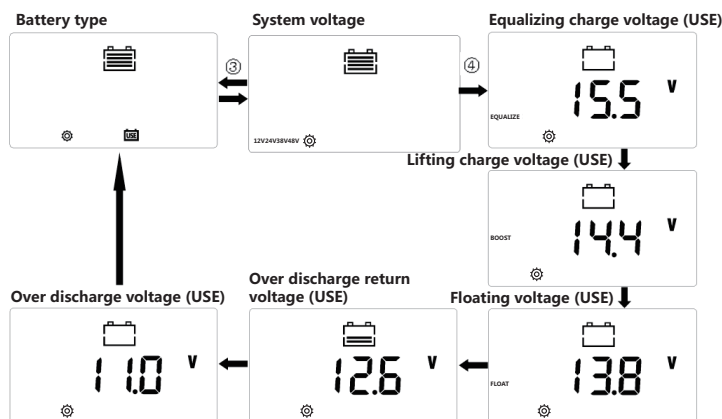 Battery type
System voltage
Equalizing charge voltage (USE)
③
④
USE
12V24V38V48V
EQUALIZE
15.5 V
Lifting charge voltage (USE)
BOOST
14.4 V
Over discharge voltage (USE)
Over discharge return
voltage (USE)
Floating voltage (USE)
11.0 V
12.6 V
FLOAT
13.8 V